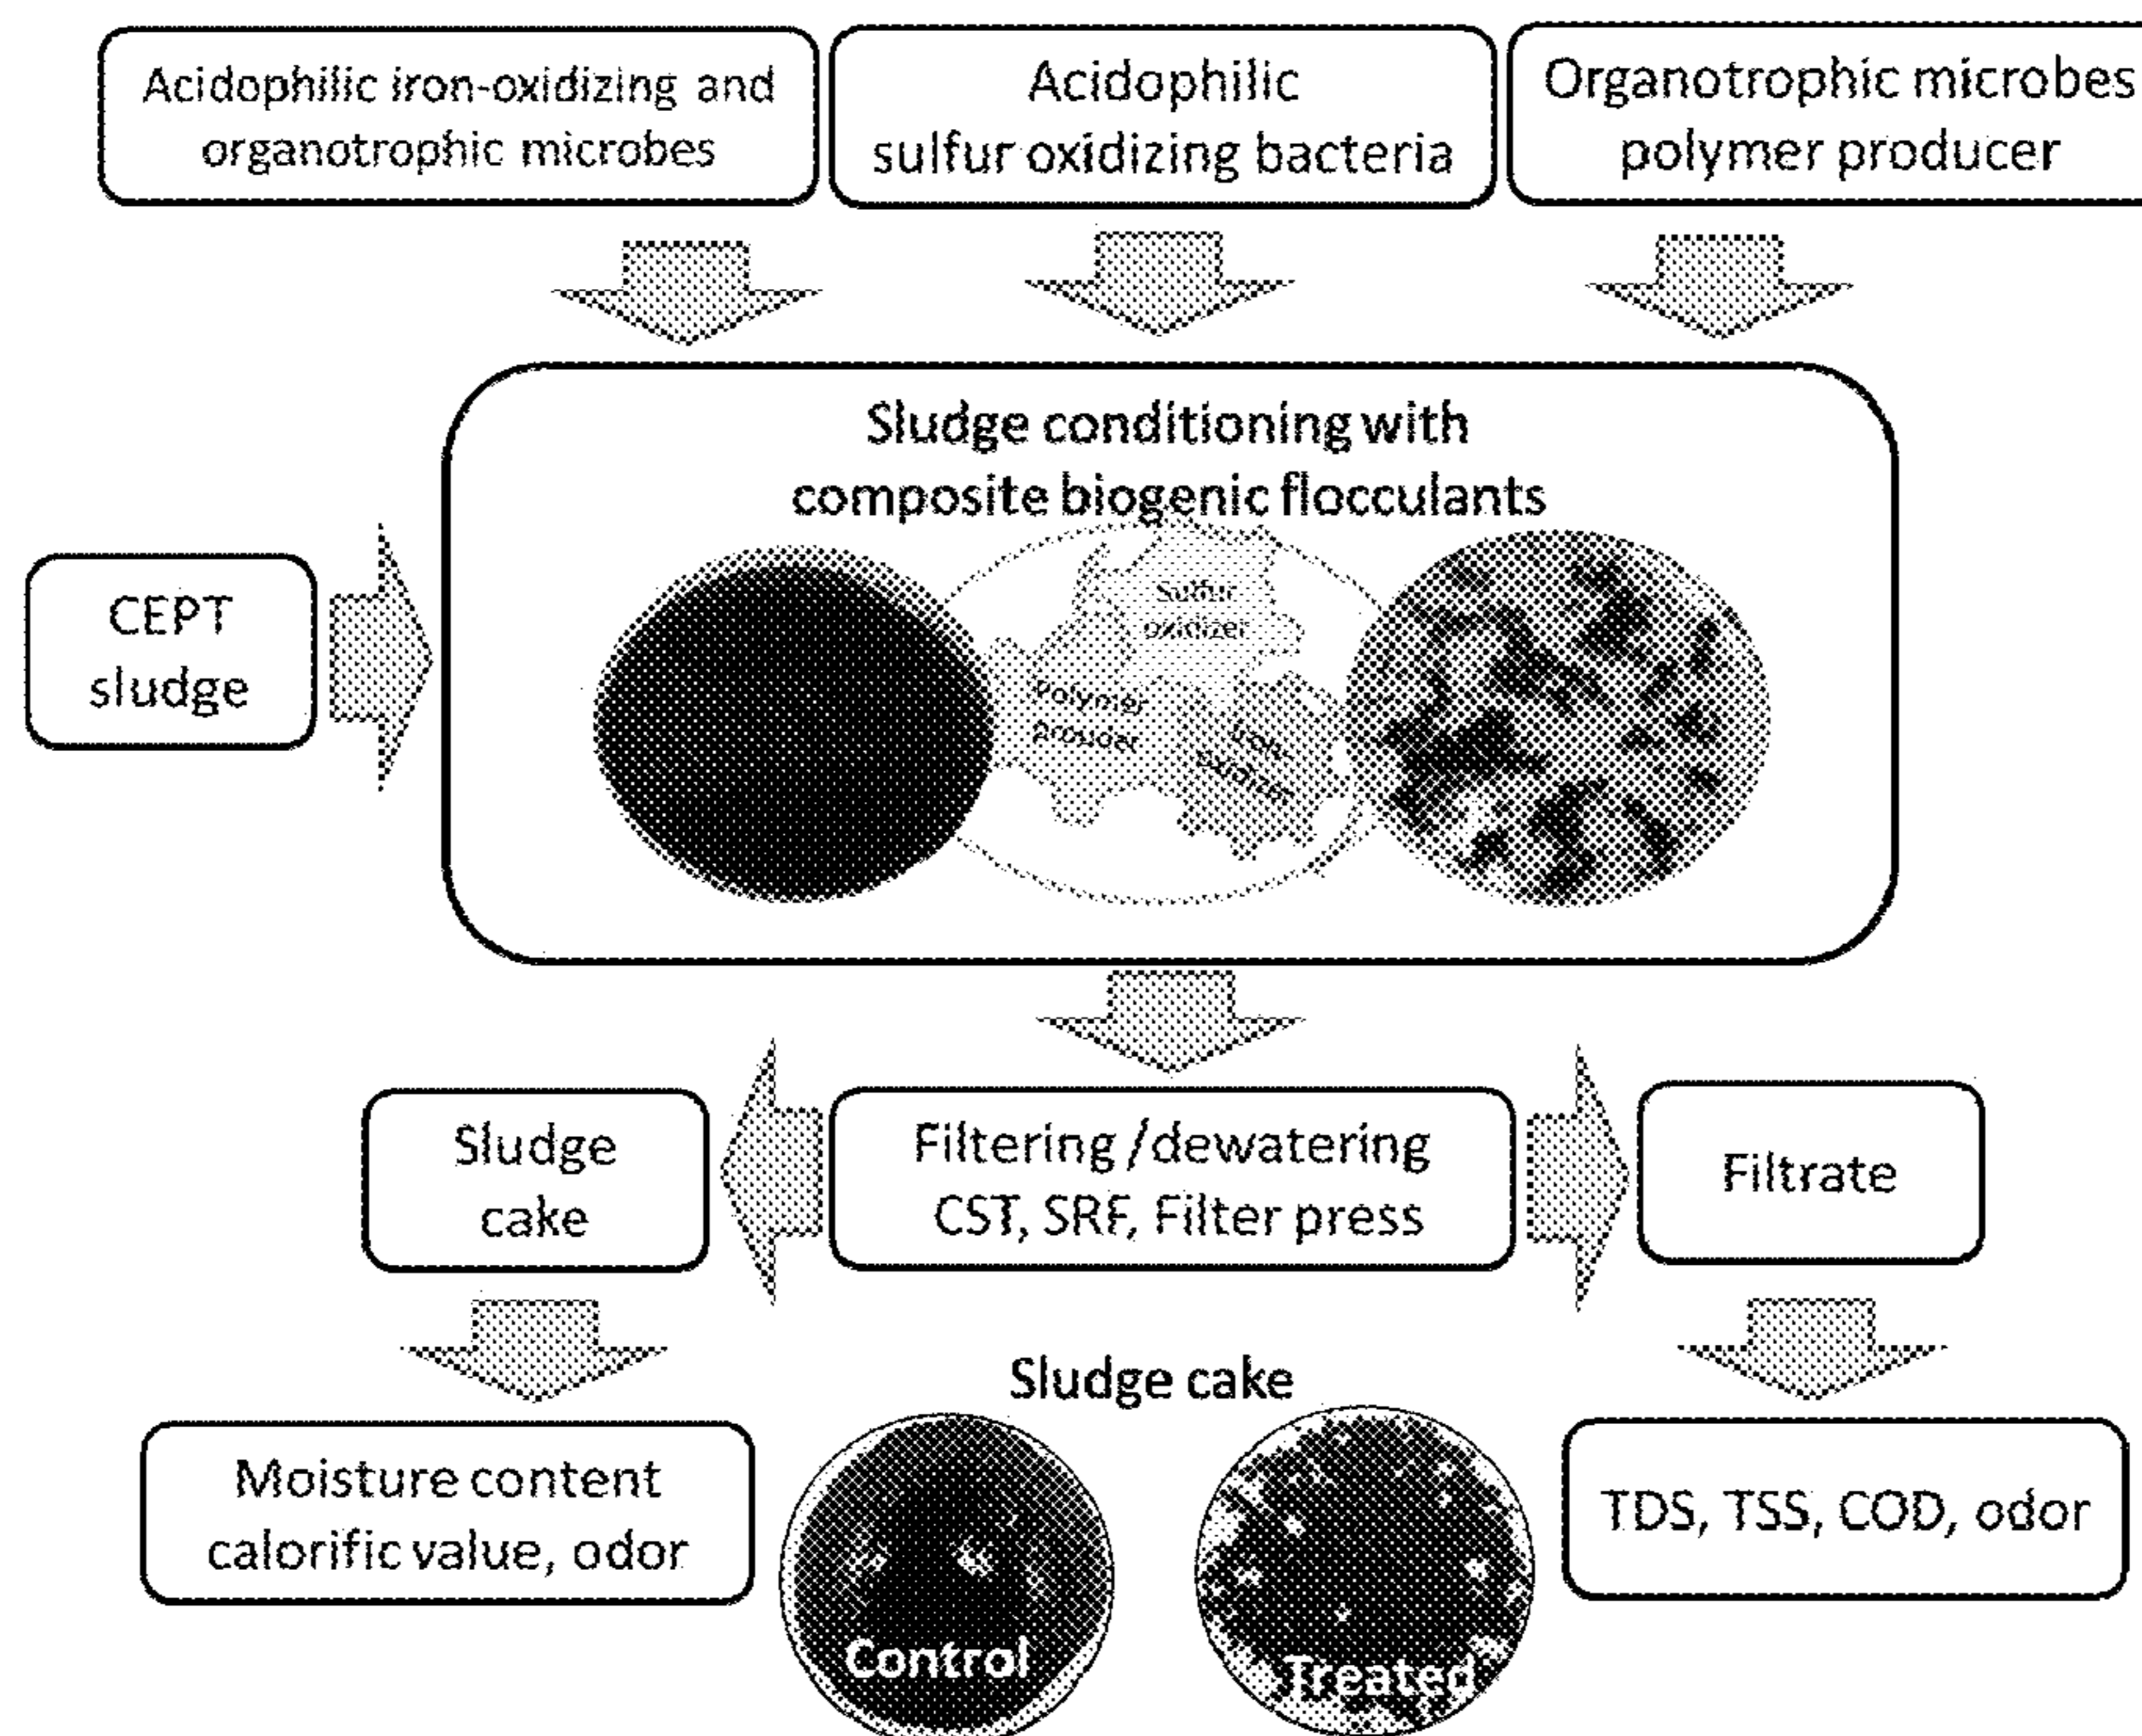 Acidophilic iron-oxidizing and
organotrophic microbes
Acidophilic
sulfur oxidizing bacteria
Organotrophic microbes
polymer producer
Sludge conditioning with
composite biogenic flocculants
CEPT
sludge
Sulfur
oxidizer
Polymer
provider
Iron-
oxidizer
Sludge
cake
Filtering /dewatering
CST, SRF, Filter press
Filtrate
Moisture content
calorific value, odor
Sludge cake
Control
Treated
TDS, TSS, COD, odor